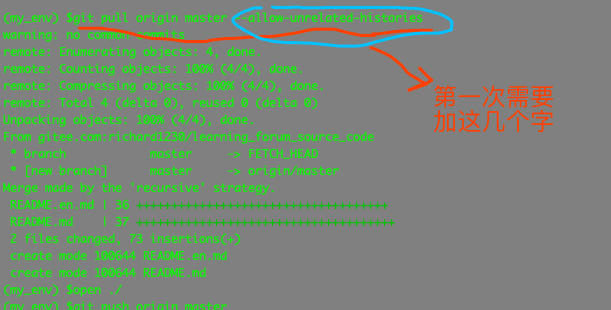 (my_env) $git pull origin master --allow-unrelated-histories
warning: no common commits
remote: Enumerating objects: 4, done.
remote: Counting objects: 100% (4/4), done.
remote: Compressing objects: 100% (4/4), done.
remote: Total 4 (delta 0), reused 0 (delta 0)
Unpacking objects: 100% (4/4), done.
From gitee.com:richard1230/learning_forum_source_code
* branch master -> FETCH_HEAD
* [new branch] master -> origin/master
Merge made by the 'recursive' strategy.
README.en.md | 36 ++++++++++++++++++++++++++++++++++++
README.md | 37 +++++++++++++++++++++++++++++++++++++
2 files changed, 73 insertions(+)
create mode 100644 README.en.md
create mode 100644 README.md
(my_env) $open ./
(my_env) $git push origin master
第一次需要
加这几个字